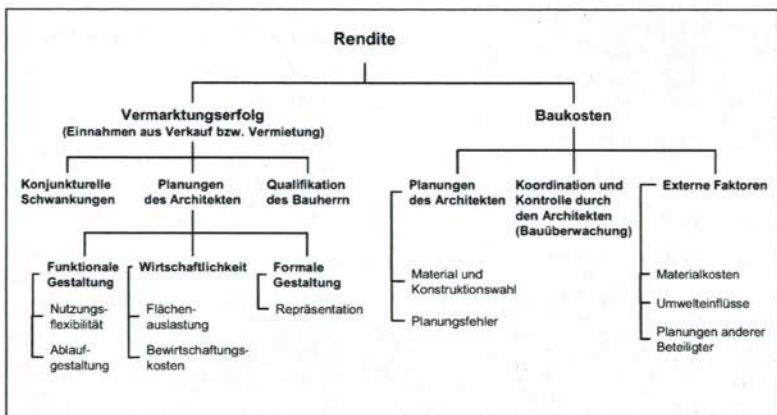 Rendite
Vermarktungserfolg
(Einnahmen aus Verkauf bzw. Vermietung)
Baukosten
Konjunkturelle
Schwankungen
Planungen
des Architekten
Qualifikation
des Bauherrn
Planungen
des Architekten
Koordination und
Kontrolle durch
den Architekten
(Bauüberwachung)
Externe Faktoren
Funktionale
Gestaltung
Wirtschaftlichkeit
Formale
Gestaltung
Nutzungs-
flexibilität
Ablauf-
gestaltung
Flächen-
auslastung
Bewirtschaftungs-
kosten
Repräsentation
Material und
Konstruktionswahl
Planungsfehler
Materialkosten
Umwelteinflüsse
Planungen anderer
Beteiligter